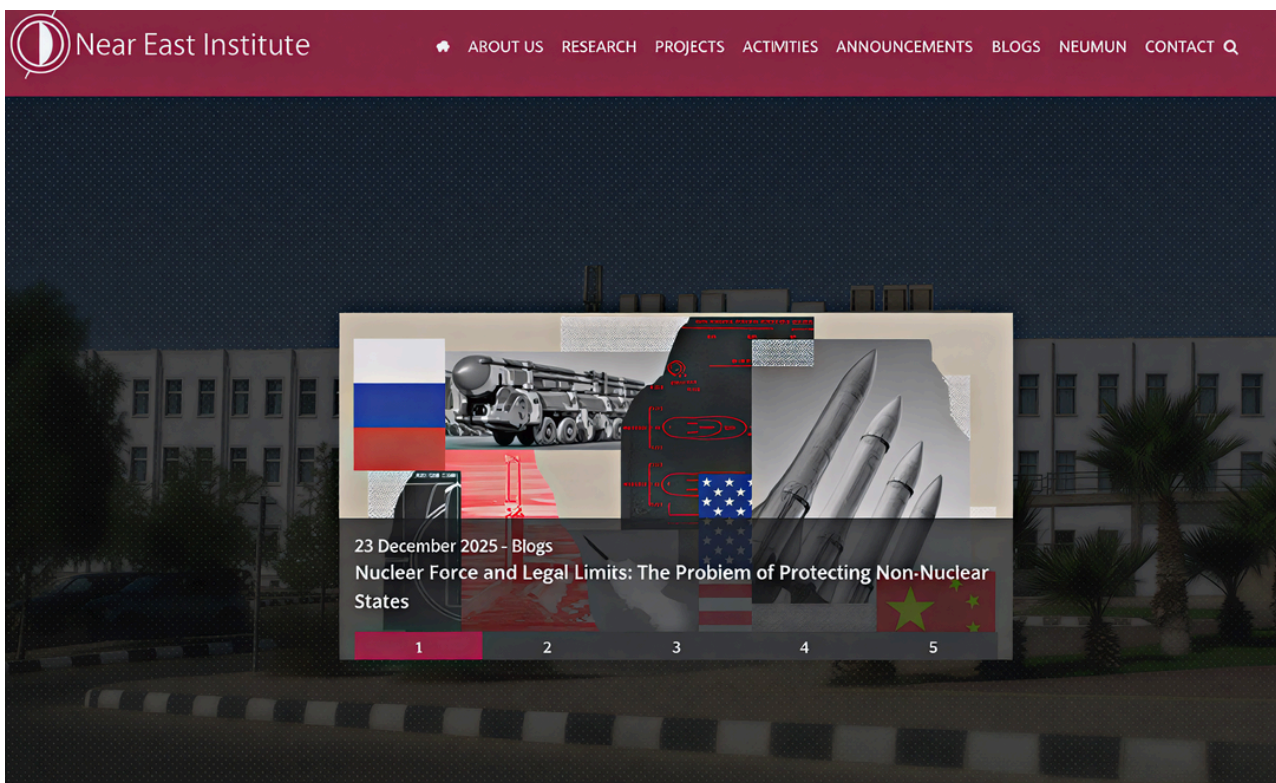 Near East Institute
ABOUT US RESEARCH PROJECTS ACTIVITIES ANNOUNCEMENTS BLOGS NEUMUN CONTACT
23 December 2025 - Blogs
Nuclear Force and Legal Limits: The Problem of Protecting Non-Nuclear
States
1 2 3 4 5